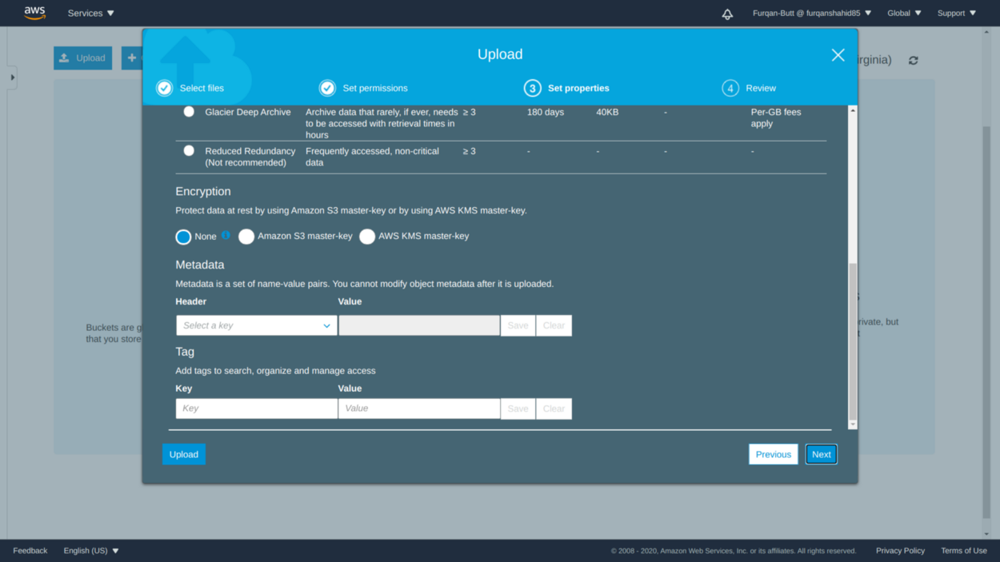 aws
Services
Furqan-Butt @ furqanshahid85
Global
Support
Upload
Upload
irginia)
Select files
Set permissions
3 Set properties
4 Review
Glacier Deep Archive Archive data that rarely, if ever, needs ≥ 3 180 days 40KB - Per-GB fees
to be accessed with retrieval times in apply
hours
Reduced Redundancy Frequently accessed, non-critical ≥ 3 - - - -
(Not recommended) data
Encryption
Protect data at rest by using Amazon S3 master-key or by using AWS KMS master-key.
None Amazon S3 master-key AWS KMS master-key
Metadata
Metadata is a set of name-value pairs. You cannot modify object metadata after it is uploaded.
Header Value
Select a key Save Clear
Buckets are g
that you store
rivate, but
t
Tag
Add tags to search, organize and manage access
Key Value
Key Value Save Clear
Upload Previous Next
Feedback English (US) © 2008 - 2020, Amazon Web Services, Inc. or its affiliates. All rights reserved. Privacy Policy Terms of Use